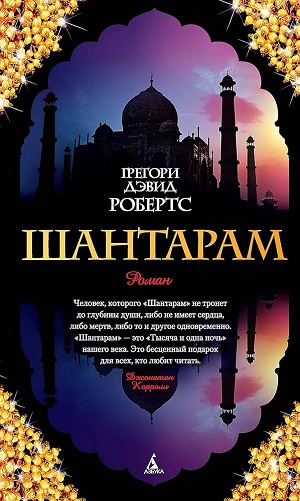 ГРЕГОРИ
ДЭВИД
РОБЕРТС
ШАНТАРАМ
Роман
Человек, которого «Шантарам» не тронет
до глубины души, либо не имеет сердца,
либо мертв, либо то и другое одновременно.
«Шантарам» — это «Тысяча и одна ночь»
нашего века. Это бесценный подарок
для всех, кто любит читать.
Джонатан Кэрролл
АЗБУКА